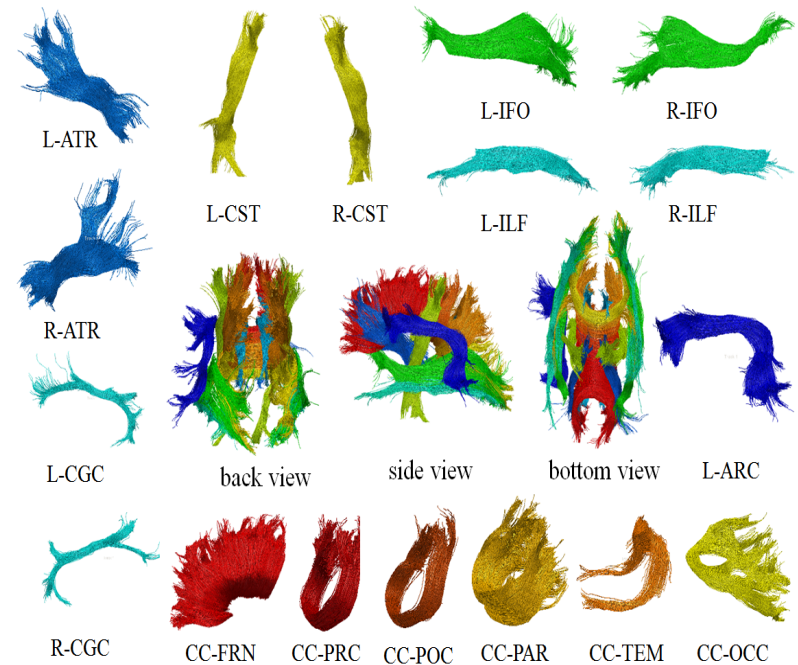 L-IFO
R-IFO
L-ATR
L-CST
R-CST
L-ILF
R-ILF
R-ATR
L-CGC
back view
side view
bottom view
L-ARC
R-CGC
CC-FRN
CC-PRC
CC-POC
CC-PAR
CC-TEM
CC-OCC